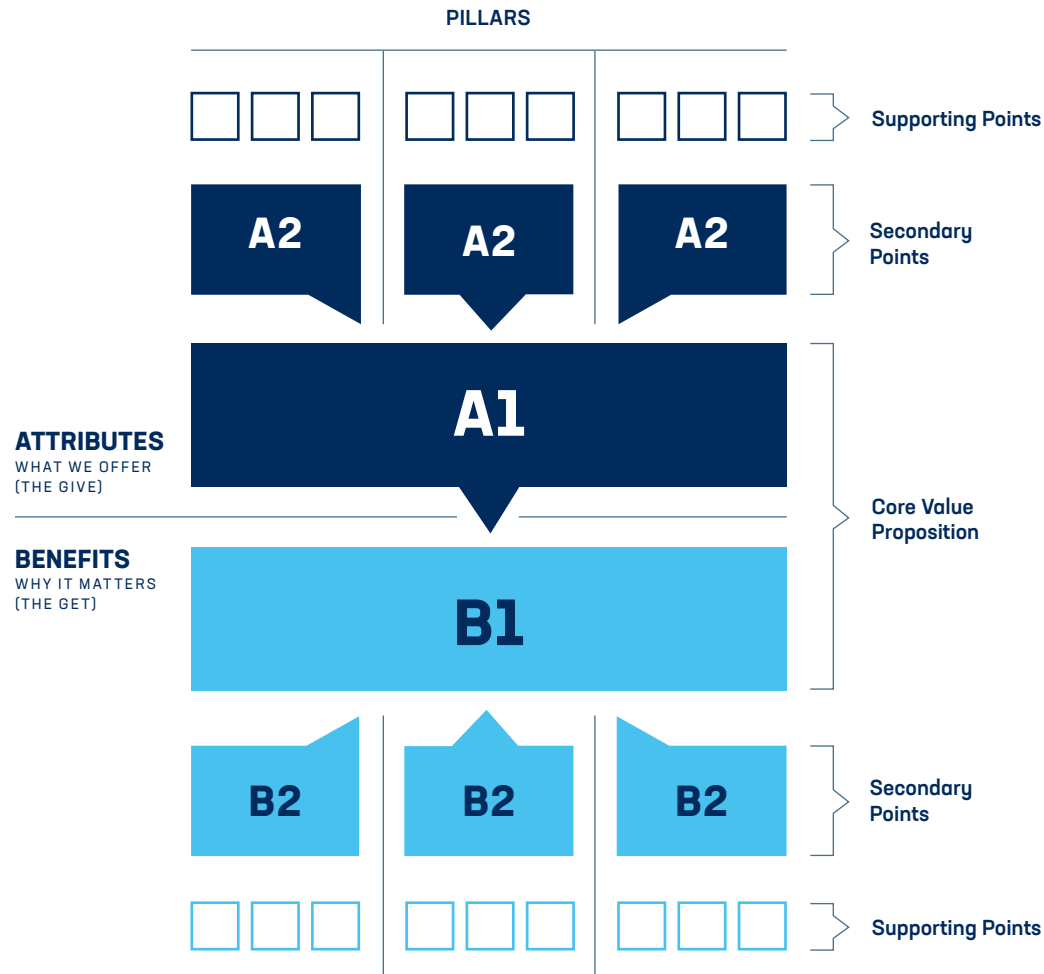 PILLARS
Supporting Points
A2
A2
A2
Secondary
Points
A1
ATTRIBUTES
WHAT WE OFFER
(THE GIVE)
Core Value
Proposition
BENEFITS
WHY IT MATTERS
(THE GET)
B1
B2
B2
B2
Secondary
Points
Supporting Points